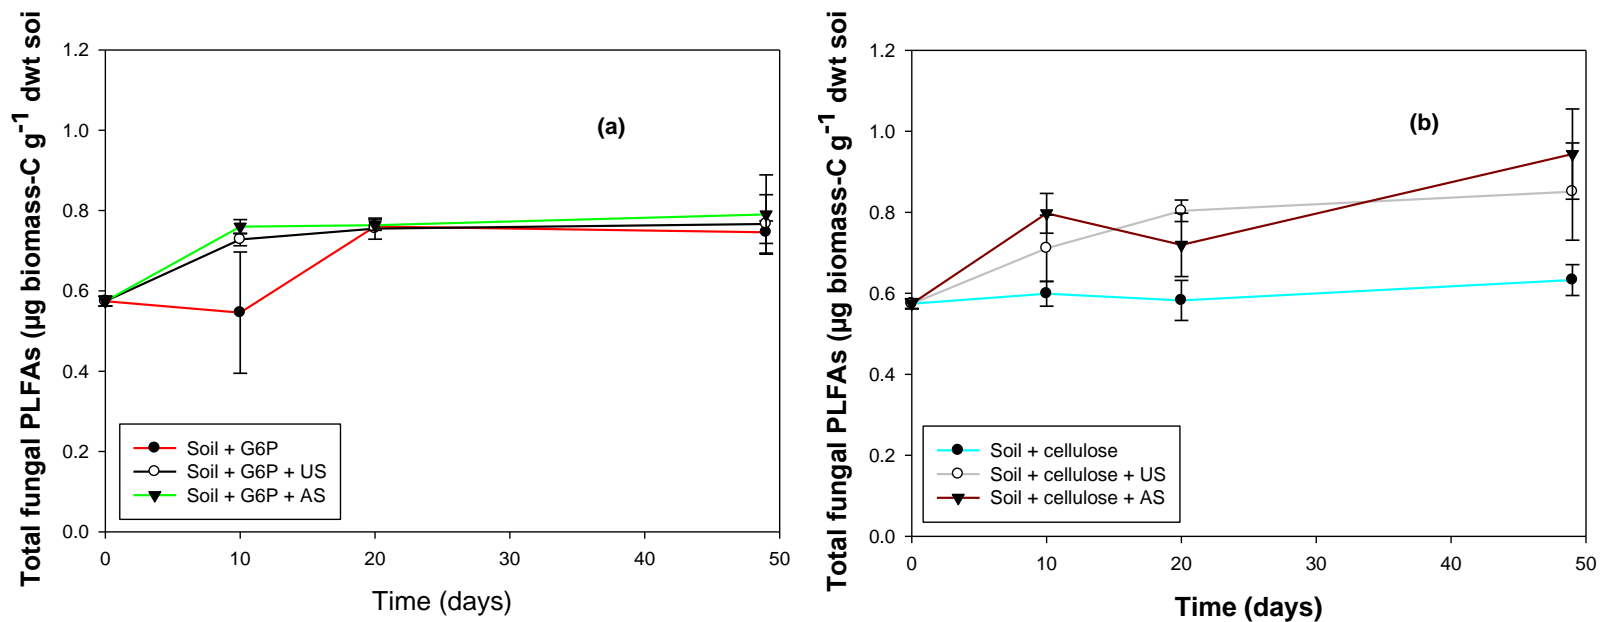 Total fungal PLFAs (µg biomass-C g⁻¹ dwt soi
1.2
1.0
0.8
0.6
0.4
0.2
0.0
(a)
Soil + G6P
Soil + G6P + US
Soil + G6P + AS
0 10 20 30 40 50
Time (days)
Total fungal PLFAs (µg biomass-C g⁻¹ dwt soi
1.2
1.0
0.8
0.6
0.4
0.2
0.0
(b)
Soil + cellulose
Soil + cellulose + US
Soil + cellulose + AS
0 10 20 30 40 50
Time (days)